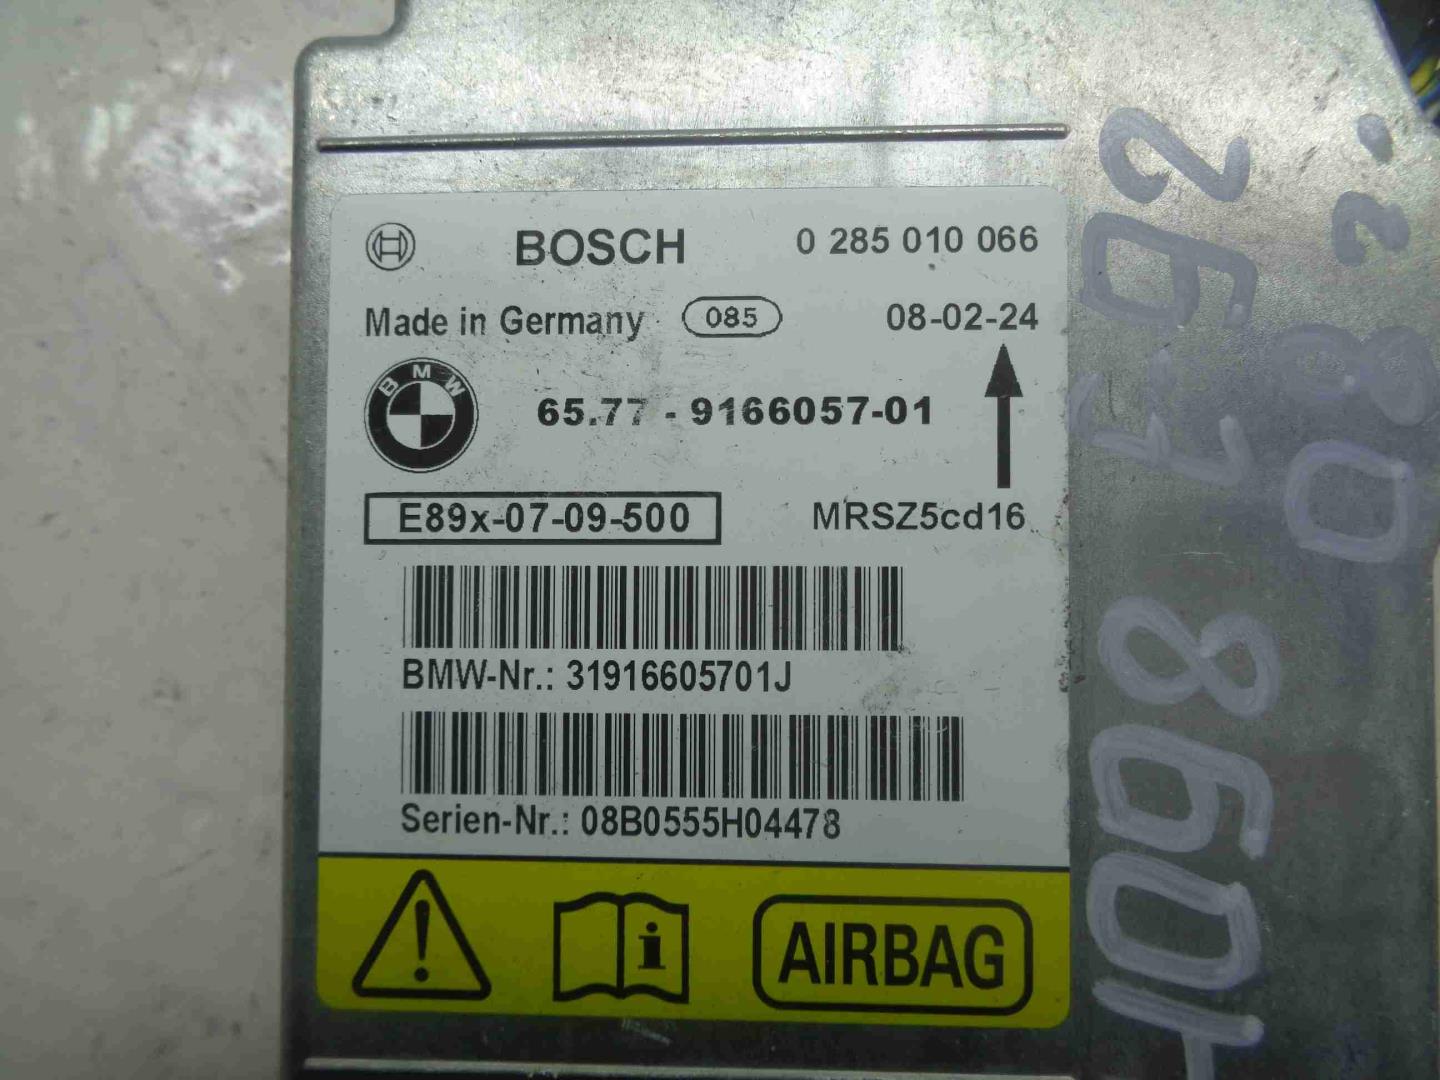 BOSCH 0 285 010 066
Made in Germany 085 08-02-24
BMW 65.77 - 9166057-01
E89x-07-09-500 MRSZ5cd16
BMW-Nr.: 31916605701J
Serien-Nr.: 08B0555H04478
AIRBAG